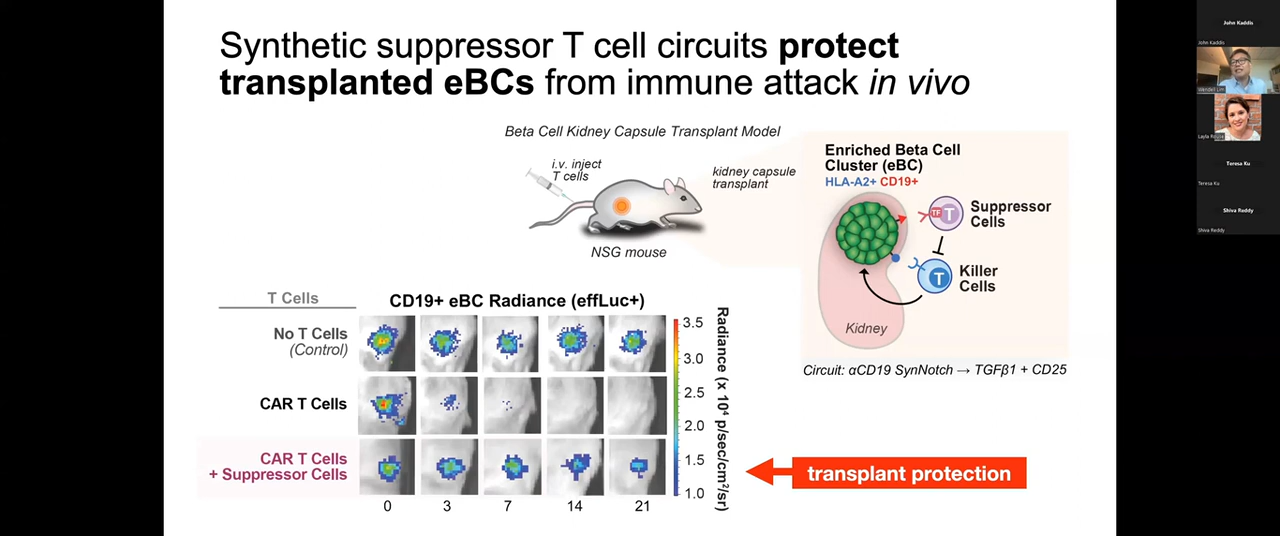 Synthetic suppressor T cell circuits protect
transplanted eBCs from immune attack in vivo
Beta Cell Kidney Capsule Transplant Model
i.v. inject
T cells
kidney capsule
transplant
NSG mouse
Enriched Beta Cell
Cluster (eBC)
HLA-A2+ CD19+
TF
T
Suppressor
Cells
T
Killer
Cells
Kidney
Circuit: αCD19 SynNotch → TGFβ1 + CD25
T Cells
CD19+ eBC Radiance (effLuc+)
No T Cells
(Control)
CAR T Cells
CAR T Cells
+ Suppressor Cells
0 3 7 14 21
3.5
3.0
2.5
2.0
1.5
1.0
Radiance (x 10⁴ p/sec/cm²/sr)
transplant protection
John Kaddis
John Kaddis
Wendell Lim
Teresa Ku
Teresa Ku
Shiva Reddy
Shiva Reddy